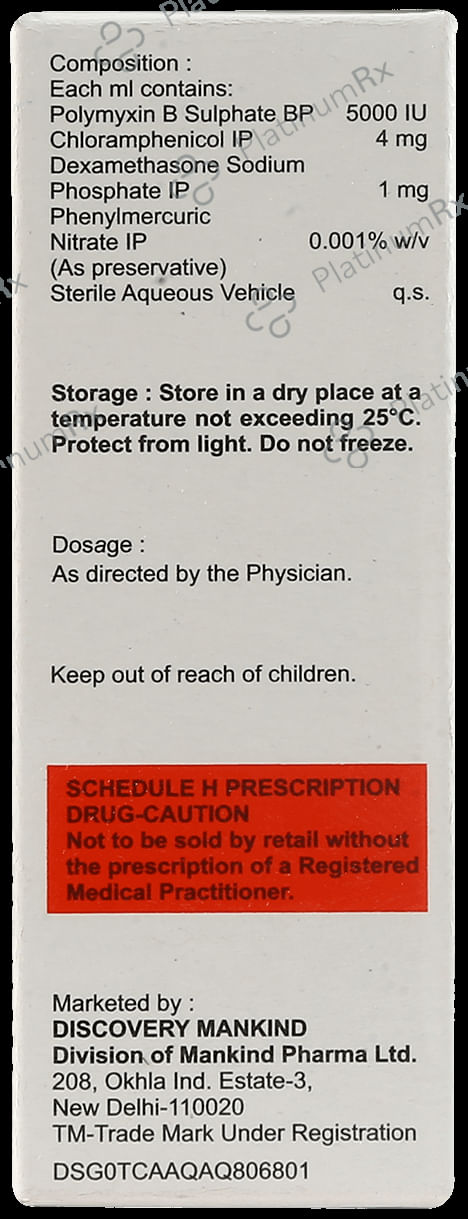 Composition :
Each ml contains:
Polymyxin B Sulphate BP 5000 IU
Chloramphenicol IP 4 mg
Dexamethasone Sodium
Phosphate IP 1 mg
Phenylmercuric
Nitrate IP 0.001% w/v
(As preservative)
Sterile Aqueous Vehicle q.s.
Storage : Store in a dry place at a
temperature not exceeding 25°C.
Protect from light. Do not freeze.
Dosage :
As directed by the Physician.
Keep out of reach of children.
SCHEDULE H PRESCRIPTION
DRUG-CAUTION
Not to be sold by retail without
the prescription of a Registered
Medical Practitioner.
Marketed by :
DISCOVERY MANKIND
Division of Mankind Pharma Ltd.
208, Okhla Ind. Estate-3,
New Delhi-110020
TM-Trade Mark Under Registration
DSG0TCAAQAQ806801
PlatinumRx
PlatinumRx